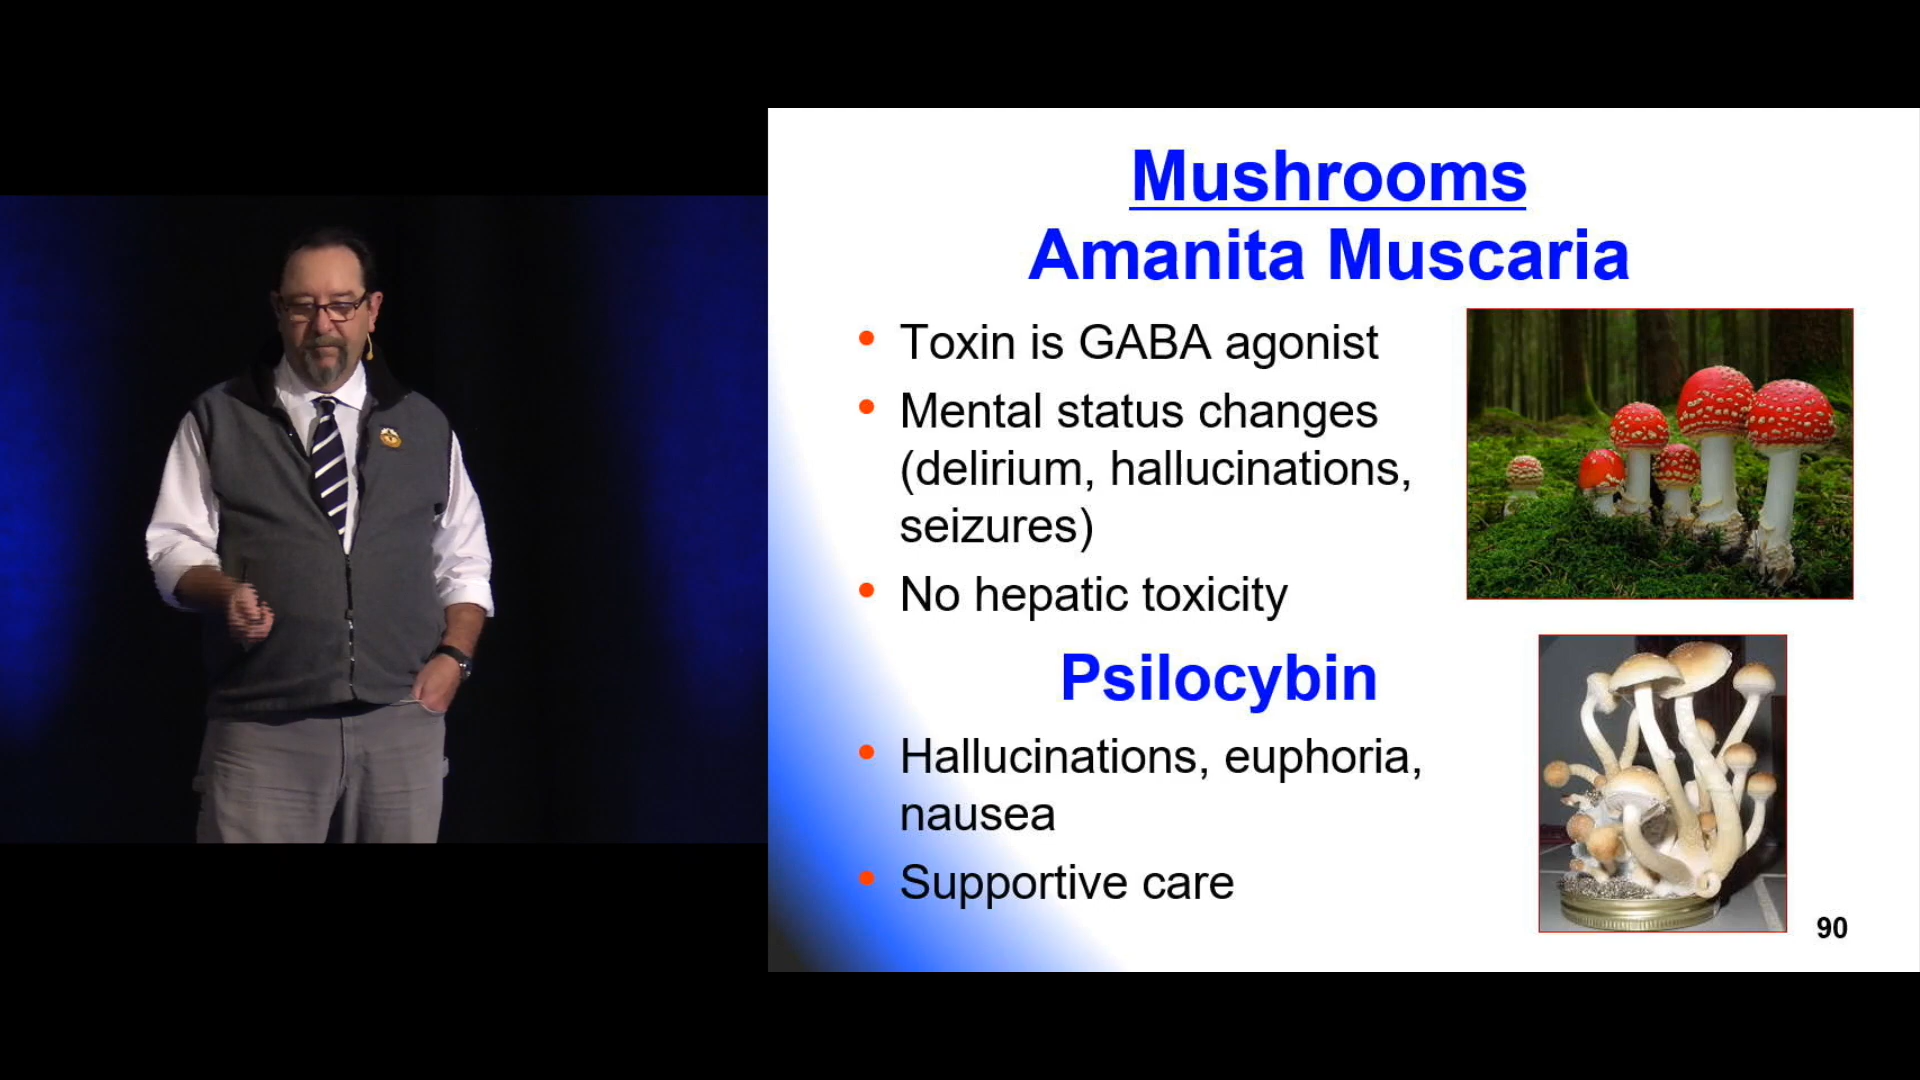 Mushrooms
Amanita Muscaria
• Toxin is GABA agonist
• Mental status changes
(delirium, hallucinations,
seizures)
• No hepatic toxicity
Psilocybin
• Hallucinations, euphoria,
nausea
• Supportive care
90